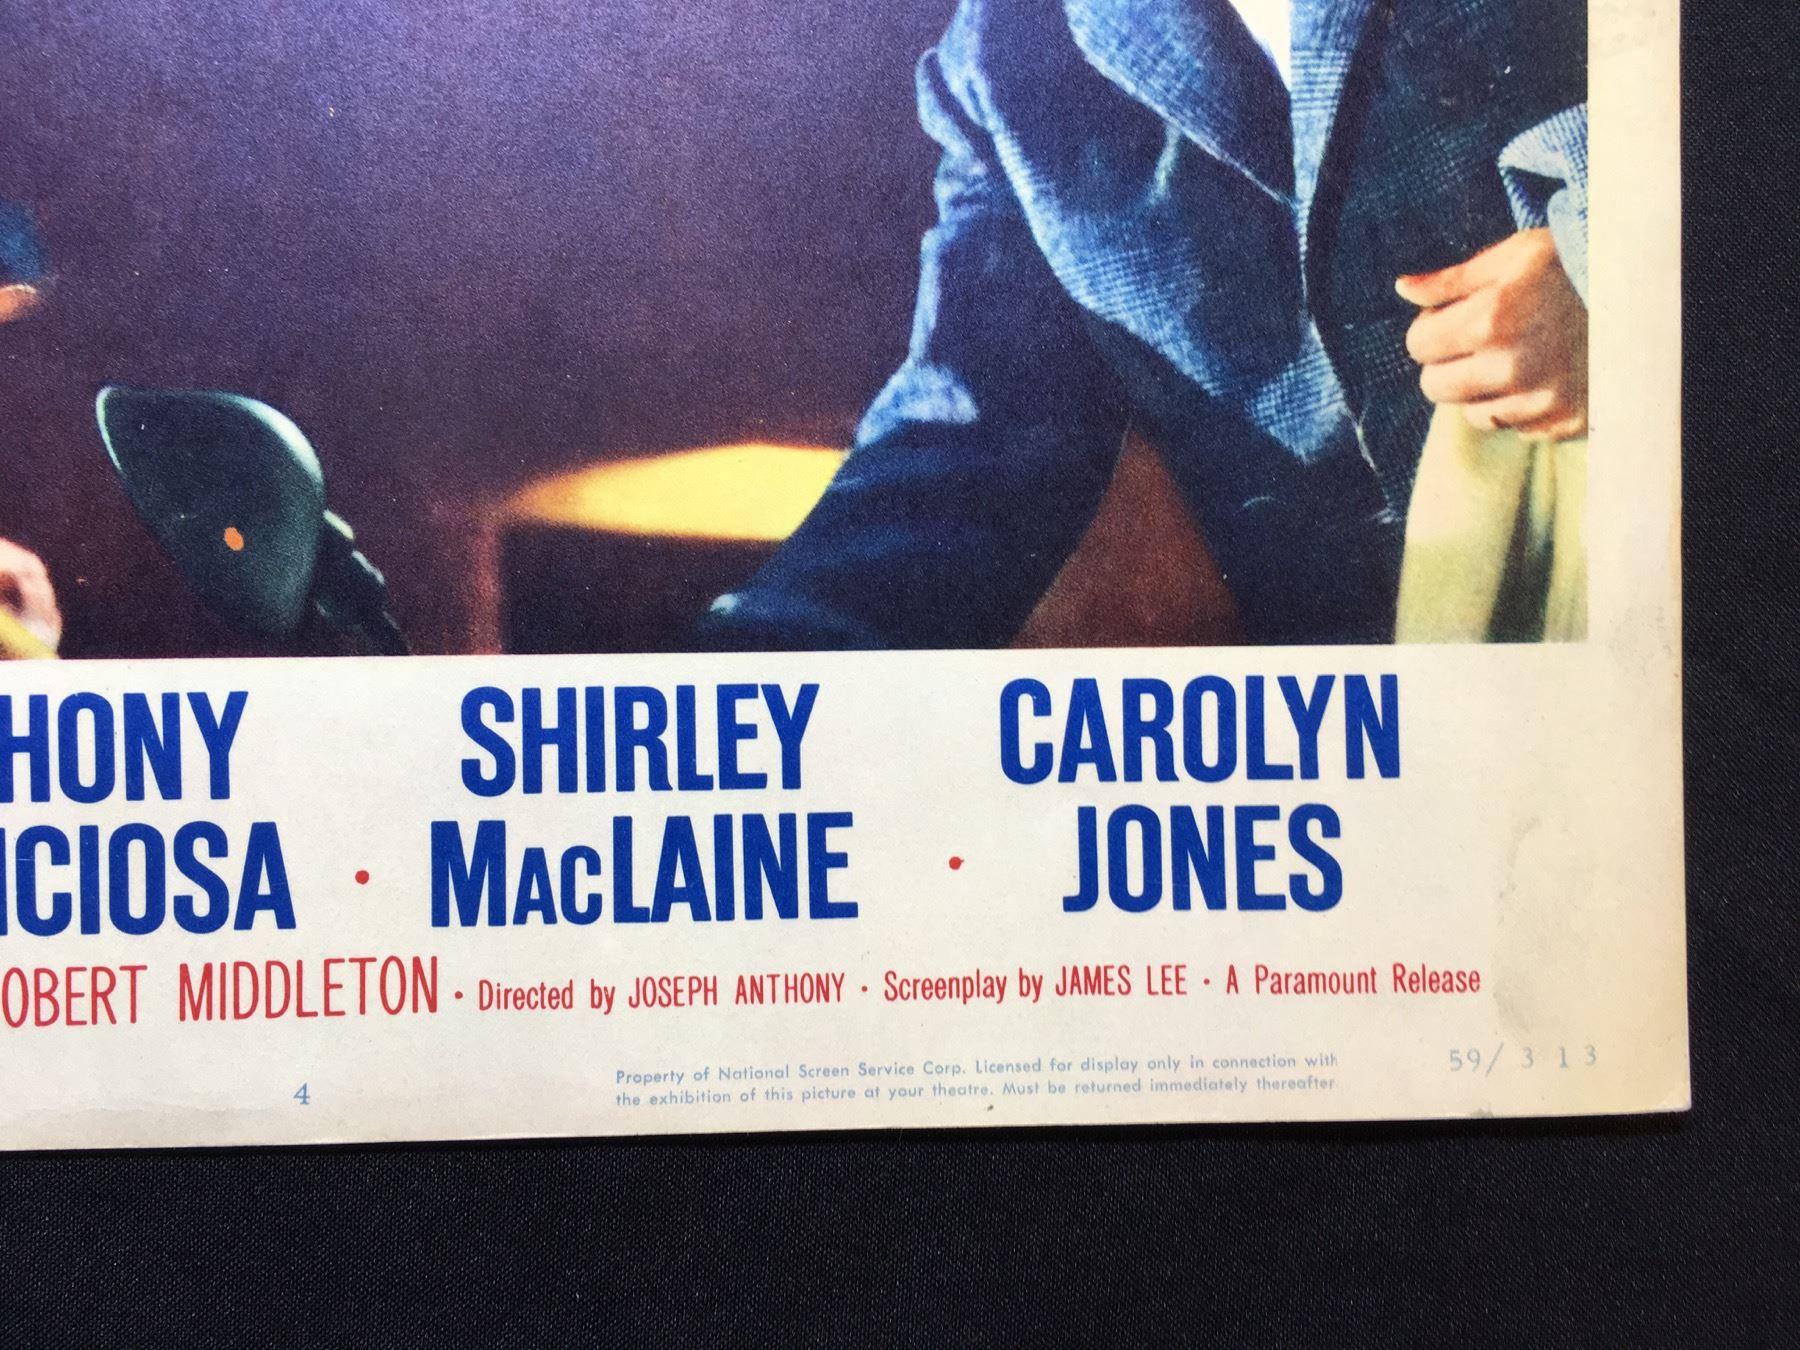 HONY SHIRLEY CAROLYN
ICIOSA · MACLAINE · JONES
OBERT MIDDLETON · Directed by JOSEPH ANTHONY · Screenplay by JAMES LEE · A Paramount Release
4
Property of National Screen Service Corp. Licensed for display only in connection with
the exhibition of this picture at your theatre. Must be returned immediately thereafter.
59/313